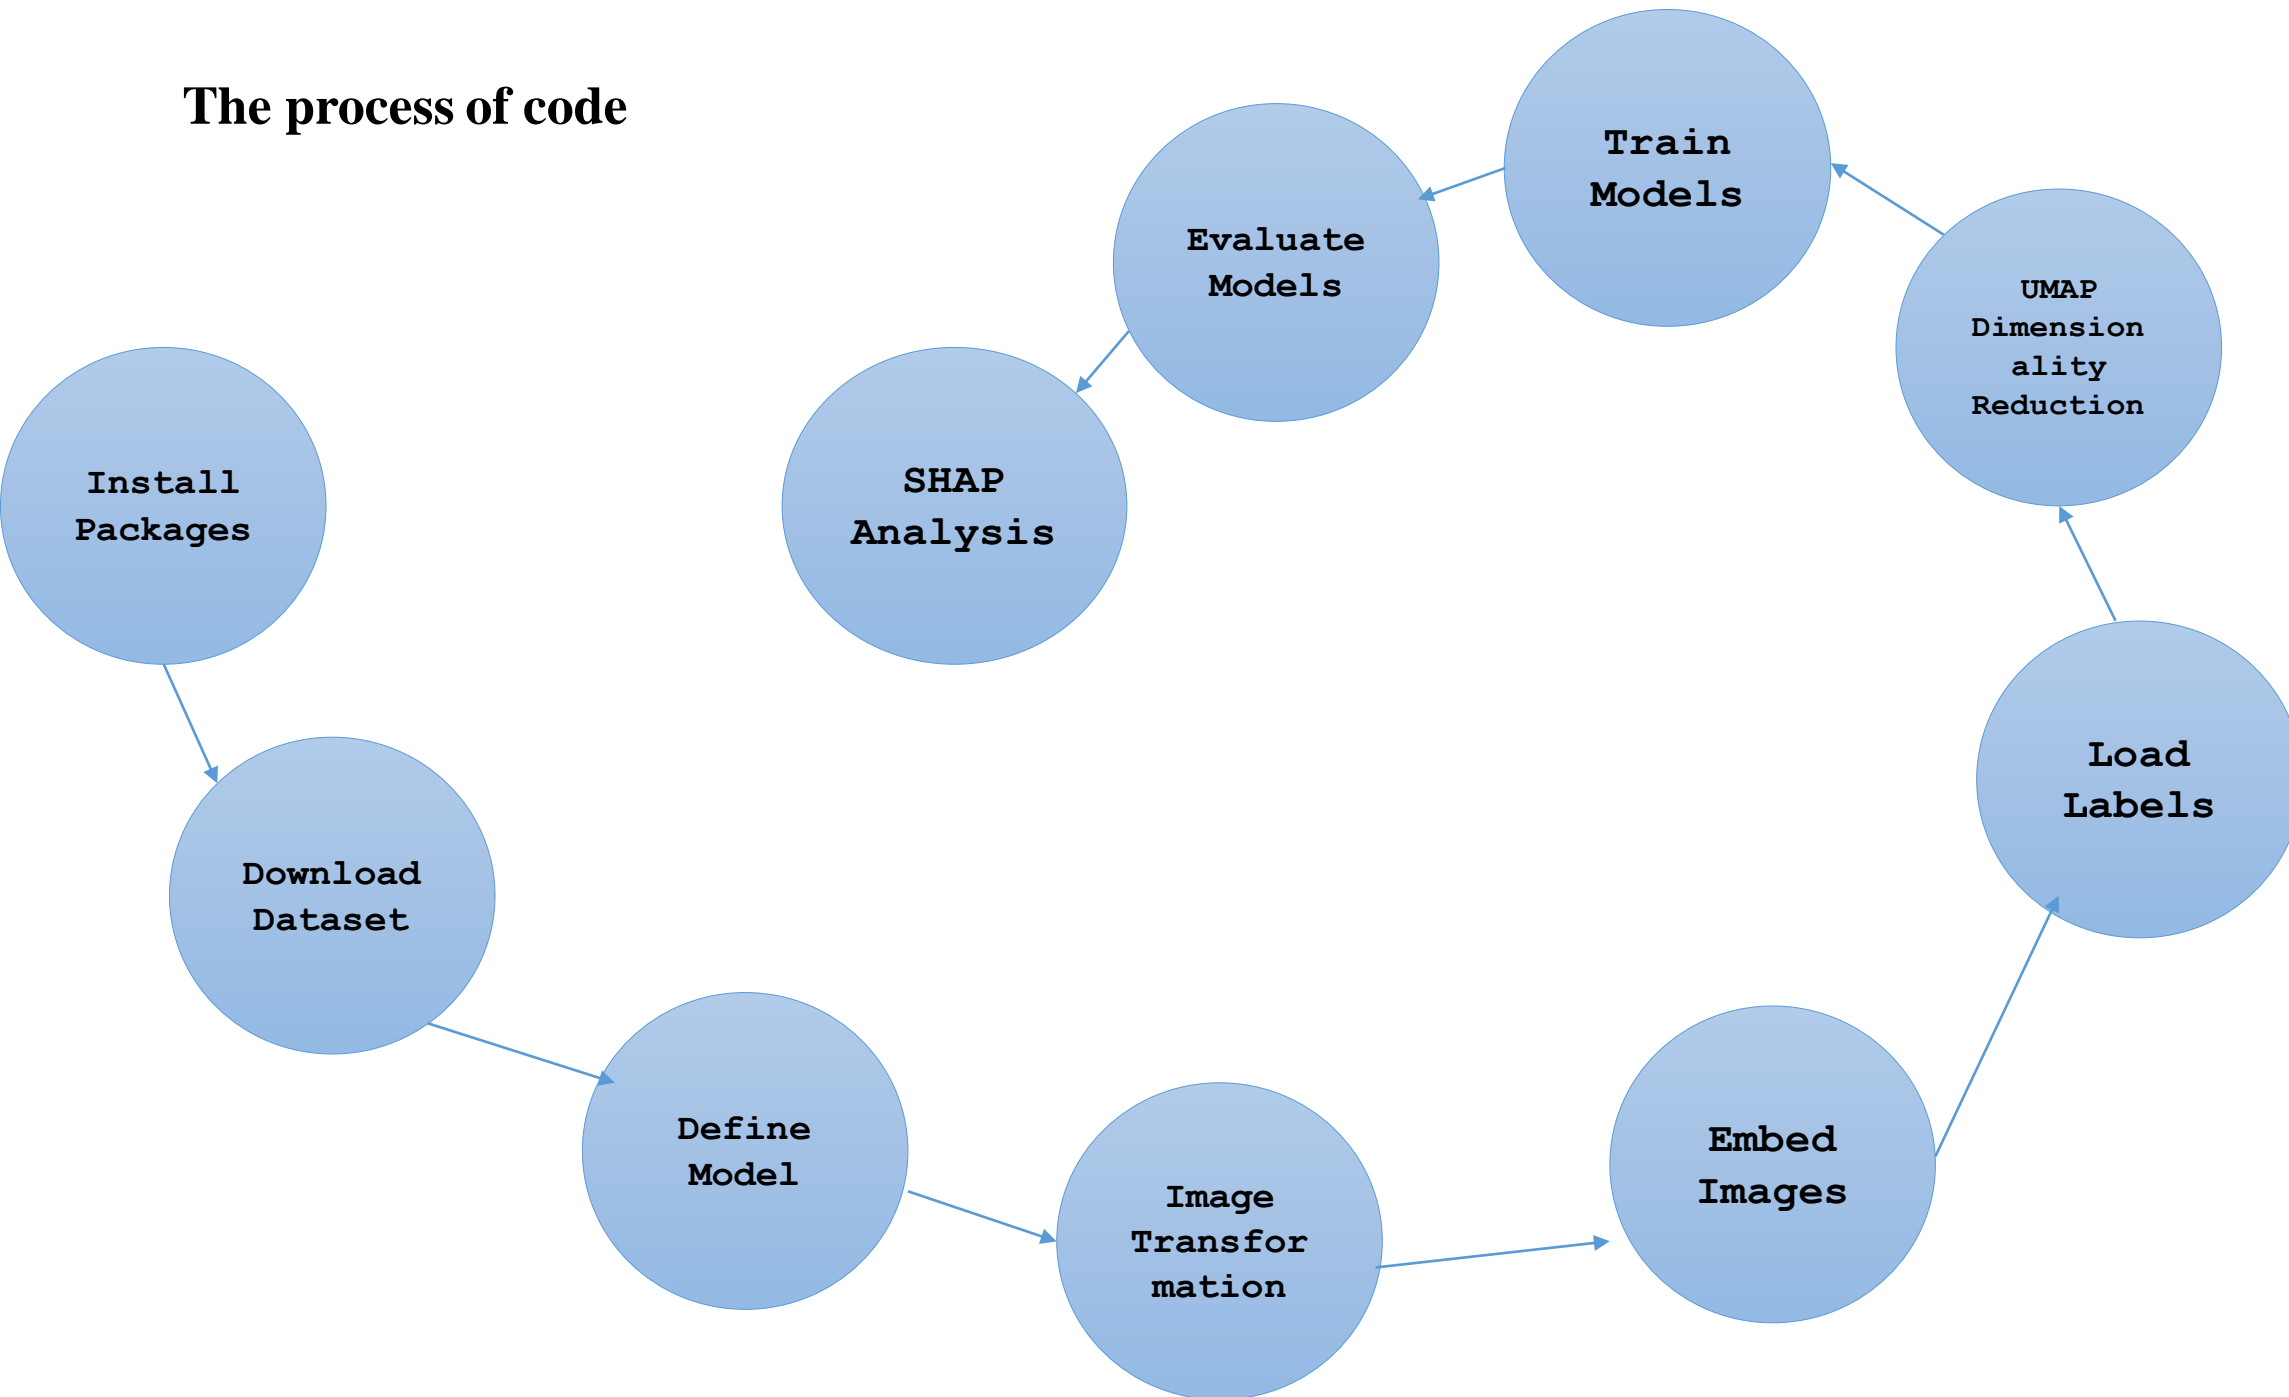 The process of code
Install
Packages
Download
Dataset
Define
Model
Image
Transfor
mation
Embed
Images
Load
Labels
UMAP
Dimension
ality
Reduction
Train
Models
Evaluate
Models
SHAP
Analysis